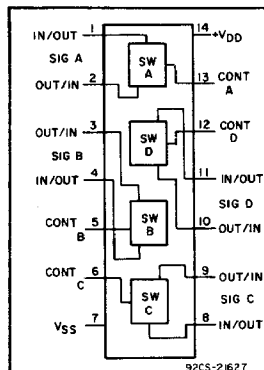 IN/OUT 1 14 +VDD
SIG A SW A
OUT/IN 2 13 CONT A
OUT/IN 3 12 CONT D
SIG B SW D
IN/OUT 4 11 IN/OUT
SIG D
CONT B 5 SW B 10 OUT/IN
CONT C 6 9 OUT/IN
SW C SIG C
VSS 7 8 IN/OUT
92CS-21627